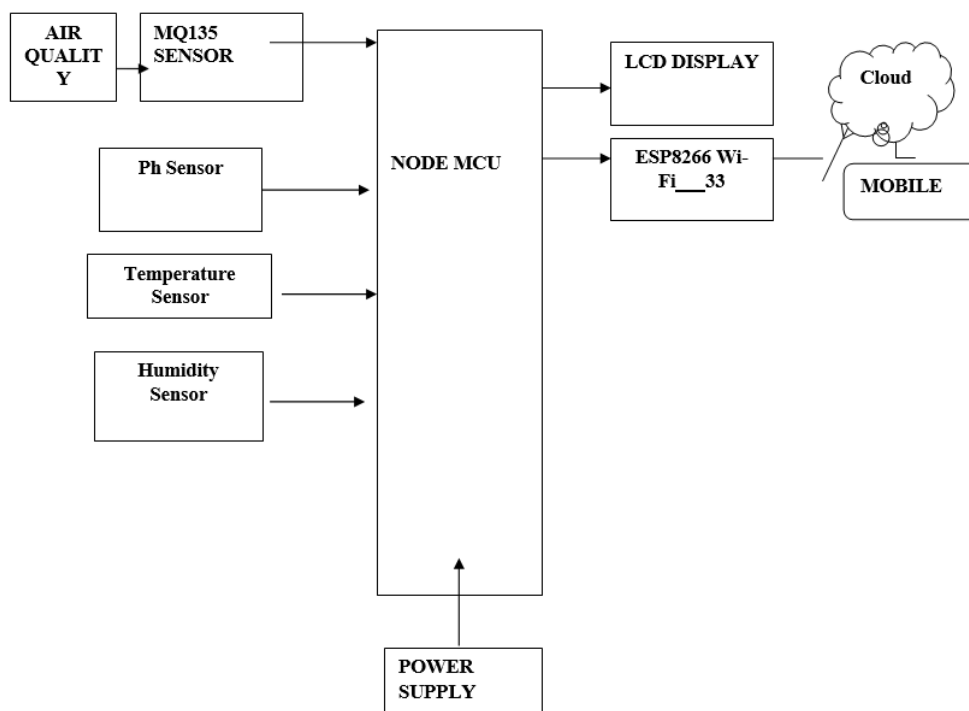 AIR
QUALIT
Y
MQ135
SENSOR
Ph Sensor
Temperature
Sensor
Humidity
Sensor
NODE MCU
POWER
SUPPLY
LCD DISPLAY
ESP8266 Wi-
Fi___33
Cloud
MOBILE